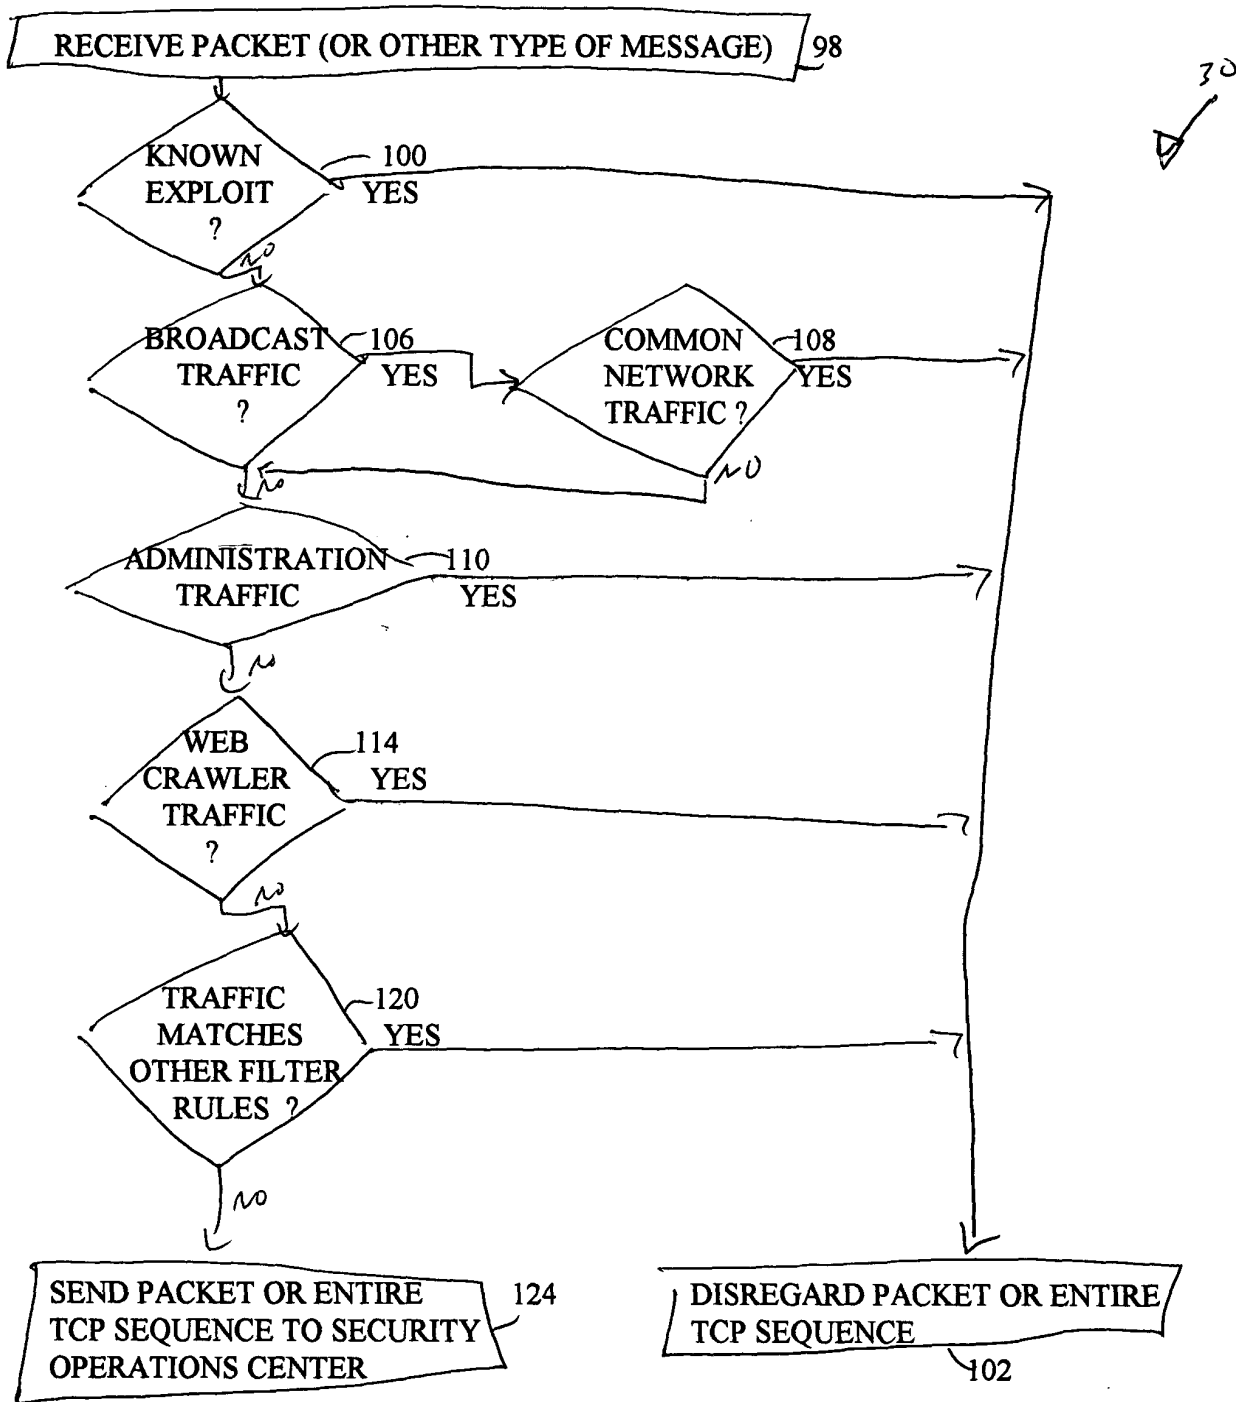 RECEIVE PACKET (OR OTHER TYPE OF MESSAGE)
98
30
KNOWN
EXPLOIT
?
100
YES
NO
BROADCAST
TRAFFIC
?
106
YES
COMMON
NETWORK
TRAFFIC ?
108
YES
NO
NO
ADMINISTRATION
TRAFFIC
110
YES
NO
WEB
CRAWLER
TRAFFIC
?
114
YES
NO
TRAFFIC
MATCHES
OTHER FILTER
RULES ?
120
YES
NO
SEND PACKET OR ENTIRE
TCP SEQUENCE TO SECURITY
OPERATIONS CENTER
124
DISREGARD PACKET OR ENTIRE
TCP SEQUENCE
102